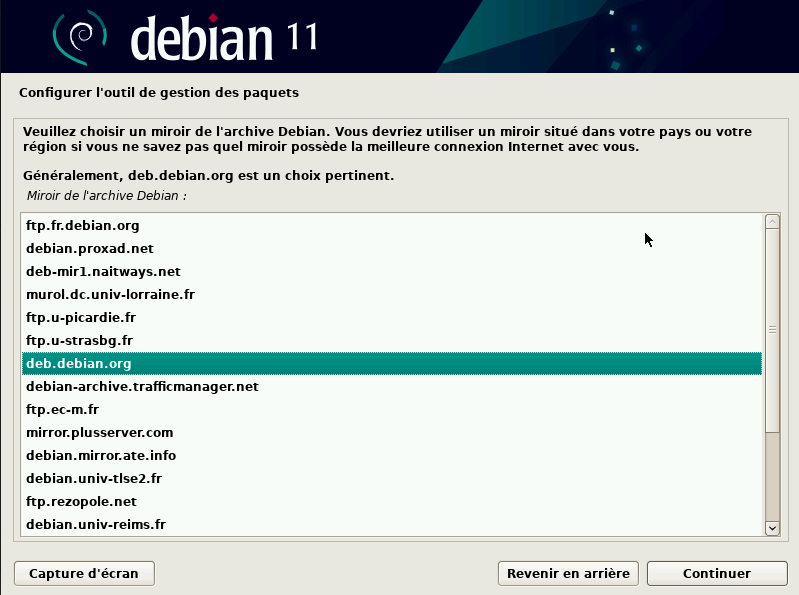 debian 11
Configurer l'outil de gestion des paquets
Veuillez choisir un miroir de l'archive Debian. Vous devriez utiliser un miroir situé dans votre pays ou votre
région si vous ne savez pas quel miroir possède la meilleure connexion Internet avec vous.
Généralement, deb.debian.org est un choix pertinent.
Miroir de l'archive Debian :
ftp.fr.debian.org
debian.proxad.net
deb-mir1.naitways.net
murol.dc.univ-lorraine.fr
ftp.u-picardie.fr
ftp.u-strasbg.fr
deb.debian.org
debian-archive.trafficmanager.net
ftp.ec-m.fr
mirror.plusserver.com
debian.mirror.ate.info
debian.univ-tlse2.fr
ftp.rezopole.net
debian.univ-reims.fr
Capture d'écran
Revenir en arrière
Continuer